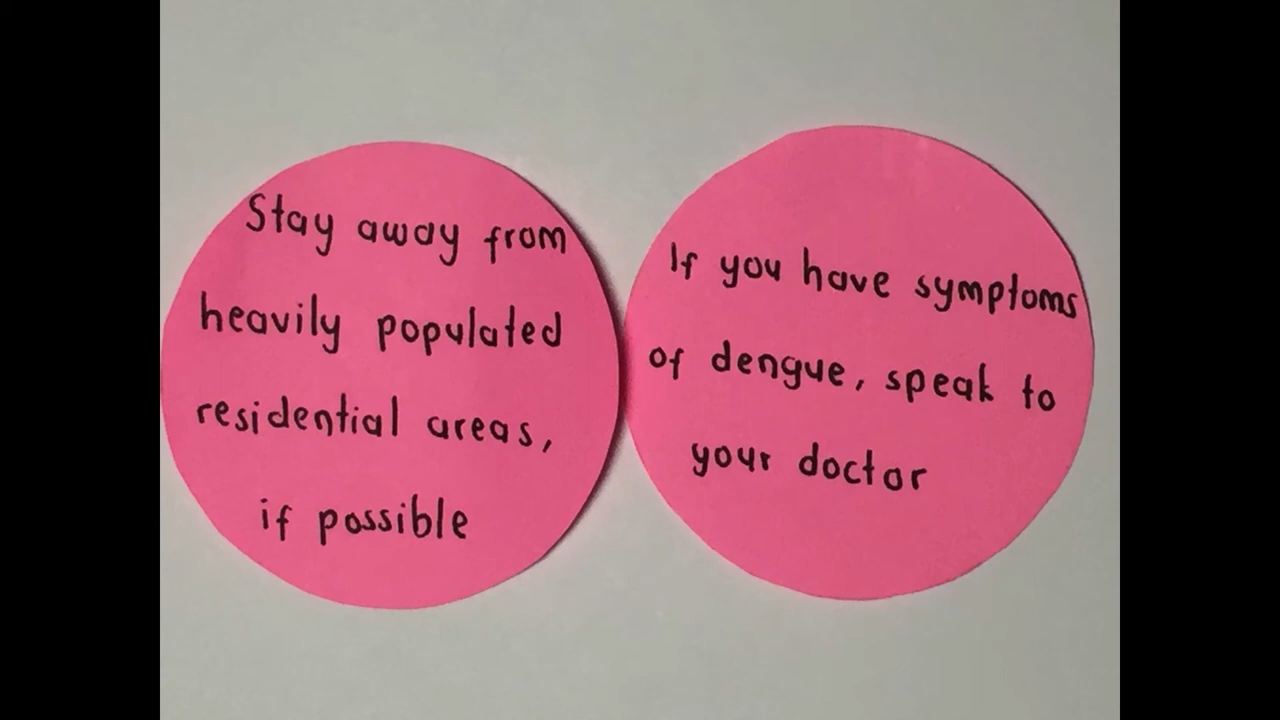 Stay away from
heavily populated
residential areas,
if possible
If you have symptoms
of dengue, speak to
your doctor